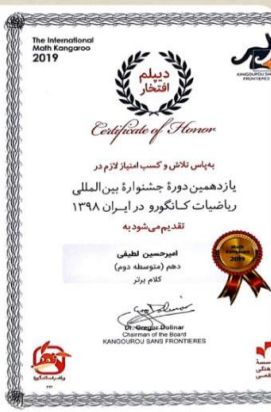 The International
Math Kangaroo
2019
KANGOUROU SANS
FRONTIERES
دیپلم
افتخار
Certificate of Honor
به‌پاس تلاش و کسب امتیاز لازم در
یازدهمین دورهٔ جشنوارهٔ بین‌المللی
ریاضیات کانگورو در ایران ۱۳۹۸
تقدیم می‌شود به
امیرحسین لطیفی
دهم (متوسطه دوم)
کلام برتر
2019
Dr. Gregor Dolinar
Chairman of the Board
KANGOUROU SANS FRONTIERES